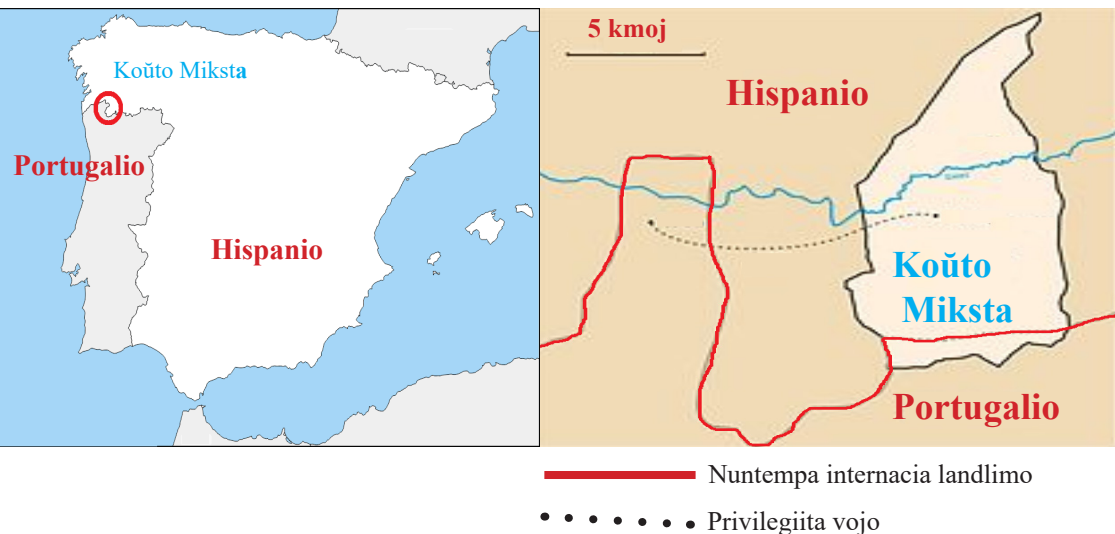 Koŭto Miksta
Portugalio
Hispanio
5 kmoj
Hispanio
Koŭto
Miksta
Portugalio
Nuntempa internacia landlimo
Privilegiita vojo